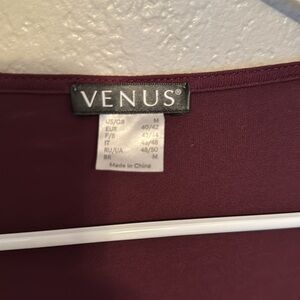 VENUS®
US/GB M
EUR 40/42
F/B 42/44
IT 46/48
RU/UA 48/50
BR M
Made in China